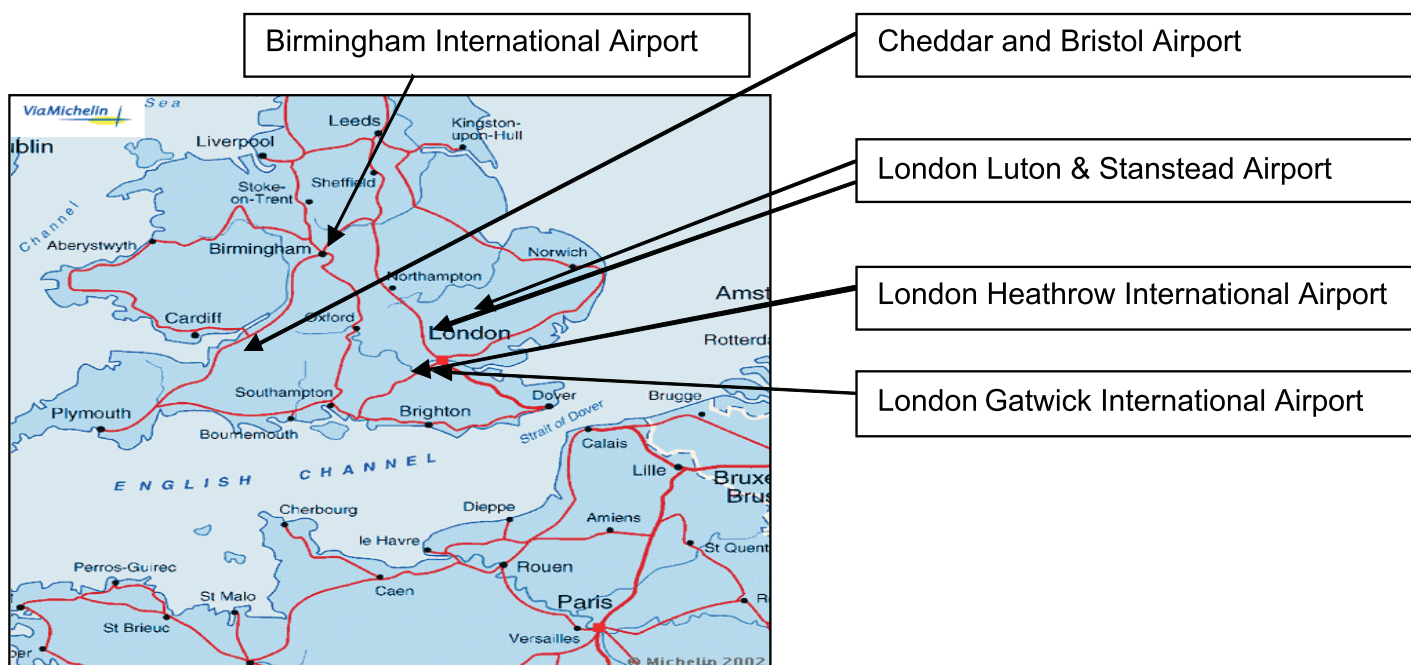 Birmingham International Airport
Cheddar and Bristol Airport
London Luton & Stanstead Airport
London Heathrow International Airport
London Gatwick International Airport
ViaMichelin
Sea
Leeds
Kingston-
upon-Hull
ublin
Liverpool
Sheffield
Stoke-
on-Trent
Channel
Aberystwyth
Birmingham
Norwich
Northampton
Amst
Cardiff
Oxford
London
Rotterda
Southampton
Dover
Brugge
Plymouth
Brighton
Bournemouth
Strait of Dover
Calais
ENGLISH CHANNEL
Lille
Bruxe
Brus
Cherbourg
Dieppe
Amiens
le Havre
St Quent
Rouen
Perros-Guirec
Caen
St Malo
Paris
St Brieuc
Versailles
© Michelin 2002